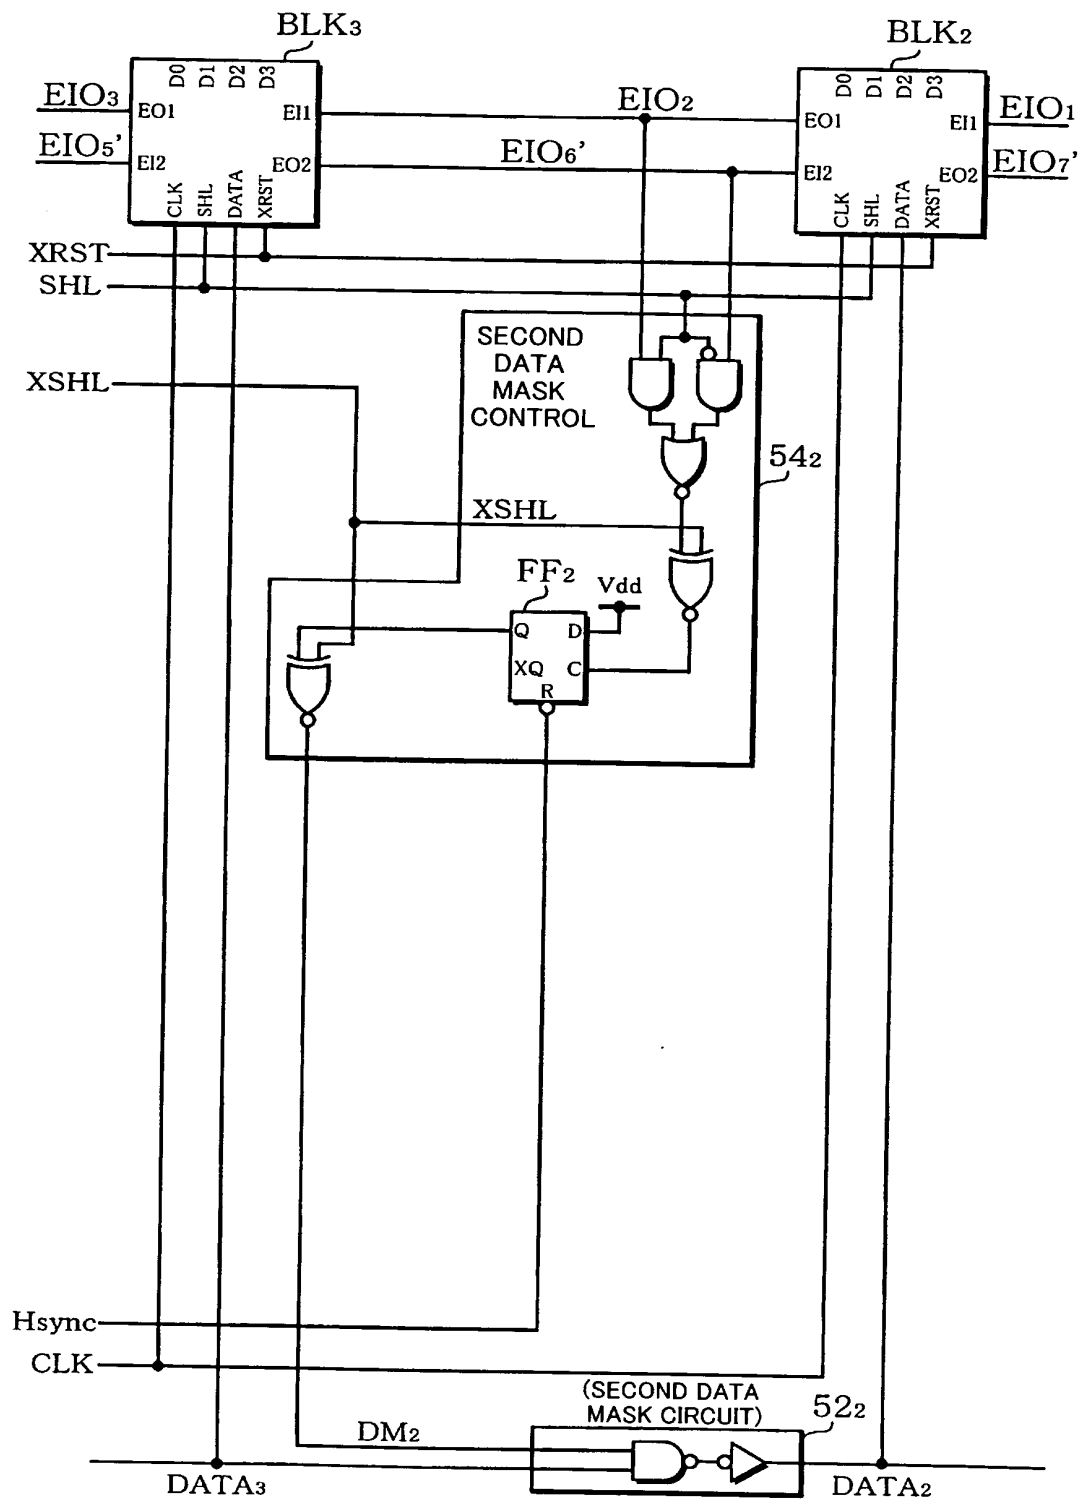 BLK3
BLK2
D0 D1 D2 D3
D0 D1 D2 D3
EIO3
EO1
EI1
EIO2
EO1
EI1
EIO1
EIO5'
EI2
EO2
EIO6'
EI2
EO2
EIO7'
CLK SHL DATA XRST
CLK SHL DATA XRST
XRST
SHL
SECOND
DATA
MASK
CONTROL
XSHL
542
XSHL
FF2
Vdd
Q D
XQ C
R
Hsync
CLK
(SECOND DATA
MASK CIRCUIT)
522
DM2
DATA3
DATA2